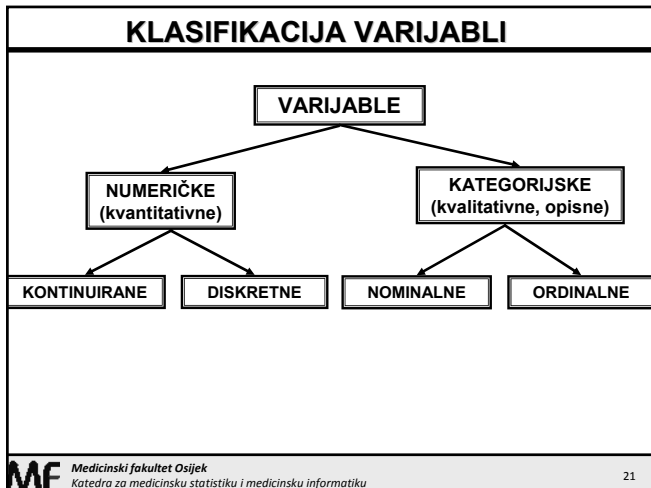 KLASIFIKACIJA VARIJABLI
VARIJABLE
NUMERIČKE
(kvantitativne)
KATEGORIJSKE
(kvalitativne, opisne)
KONTINUIRANE
DISKRETNE
NOMINALNE
ORDINALNE
MF
Medicinski fakultet Osijek
Katedra za medicinsku statistiku i medicinsku informatiku
21